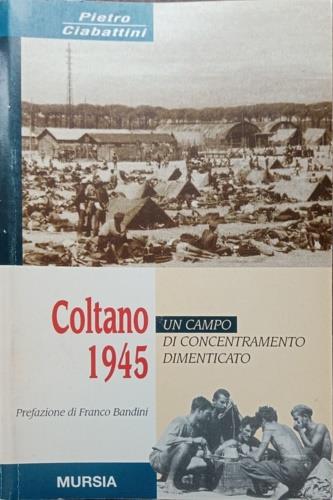 Pietro
Ciabattini
Coltano
1945
UN CAMPO
DI CONCENTRAMENTO
DIMENTICATO
Prefazione di Franco Bandini
MURSIA